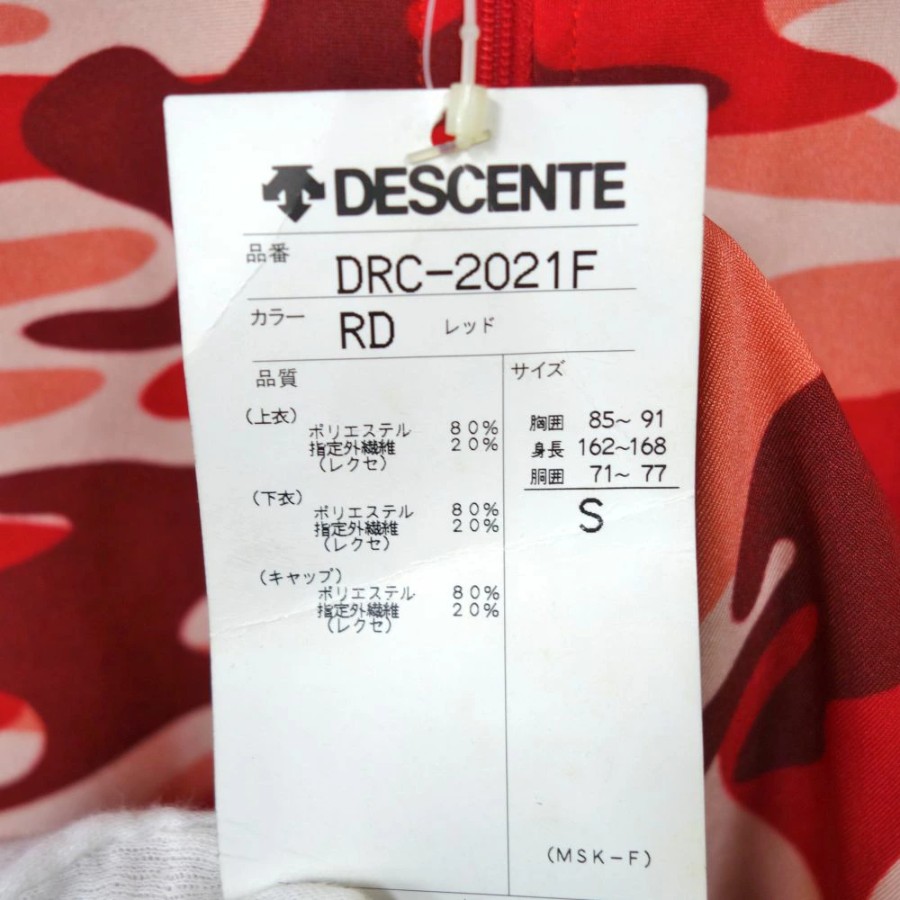 DESCENTE
品番 DRC-2021F
カラー RD レッド
品質
(上衣)
ポリエステル 80%
指定外繊維 20%
(レクセ)
(下衣)
ポリエステル 80%
指定外繊維 20%
(レクセ)
(キャップ)
ポリエステル 80%
指定外繊維 20%
(レクセ)
サイズ
胸囲 85~ 91
身長 162~168
胴囲 71~ 77
S
(MSK-F)